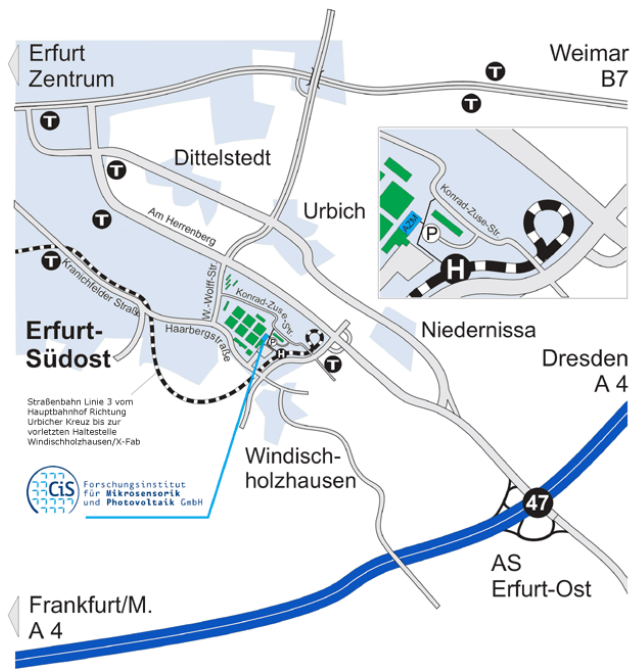 Erfurt
Zentrum
Weimar
B7
T
T
T
T
T
T
T
Dittelstedt
Urbich
Am Herrenberg
Konrad-Zuse-Str.
AZM
P
H
Kranichfelder Straße
W.-Wolff-Str.
Konrad-Zuse-Str.
Haarbergstraße
P
H
Erfurt-
Südost
Niedernissa
Dresden
A 4
Straßenbahn Linie 3 vom
Hauptbahnhof Richtung
Urbicher Kreuz bis zur
vorletzten Haltestelle
Windischholzhausen/X-Fab
Windisch-
holzhausen
CiS
Forschungsinstitut
für Mikrosensorik
und Photovoltaik GmbH
47
AS
Erfurt-Ost
Frankfurt/M.
A 4